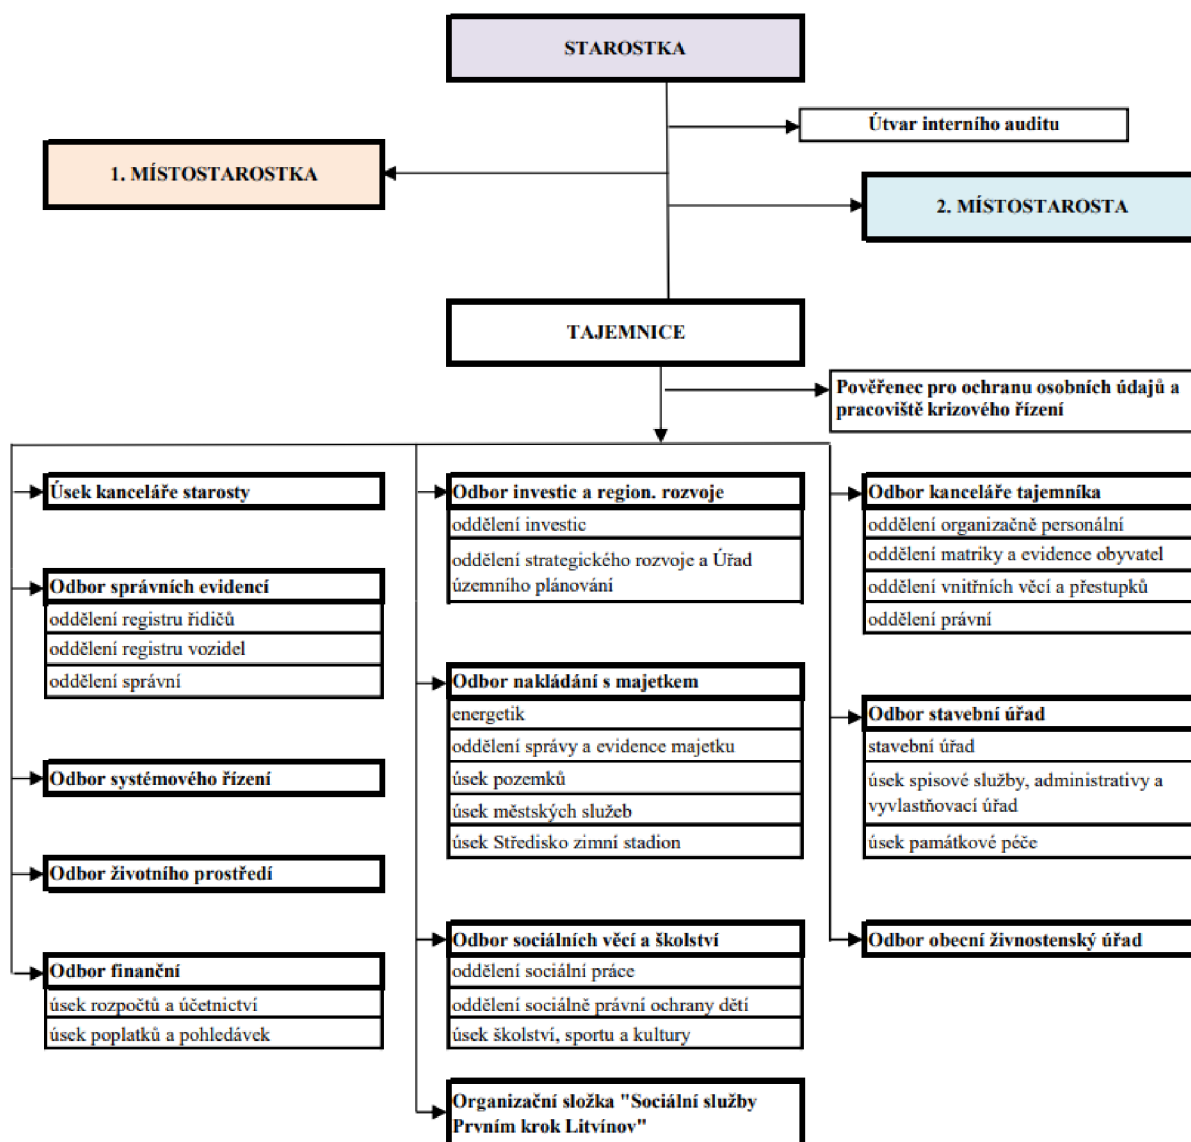 STAROSTKA
Útvar interního auditu
1. MÍSTOSTAROSTKA
2. MÍSTOSTAROSTA
TAJEMNICE
Pověřenec pro ochranu osobních údajů a
pracoviště krizového řízení
Úsek kanceláře starosty
Odbor správních evidencí
oddělení registru řidičů
oddělení registru vozidel
oddělení správní
Odbor systémového řízení
Odbor životního prostředí
Odbor finanční
úsek rozpočtů a účetnictví
úsek poplatků a pohledávek
Odbor investic a region. rozvoje
oddělení investic
oddělení strategického rozvoje a Úřad
územního plánování
Odbor nakládání s majetkem
energetik
oddělení správy a evidence majetku
úsek pozemků
úsek městských služeb
úsek Středisko zimní stadion
Odbor sociálních věcí a školství
oddělení sociální práce
oddělení sociálně právní ochrany dětí
úsek školství, sportu a kultury
Organizační složka "Sociální služby
Prvním krok Litvínov"
Odbor kanceláře tajemníka
oddělení organizačně personální
oddělení matriky a evidence obyvatel
oddělení vnitřních věcí a přestupků
oddělení právní
Odbor stavební úřad
stavební úřad
úsek spisové služby, administrativy a
vyvlastňovací úřad
úsek památkové péče
Odbor obecní živnostenský úřad